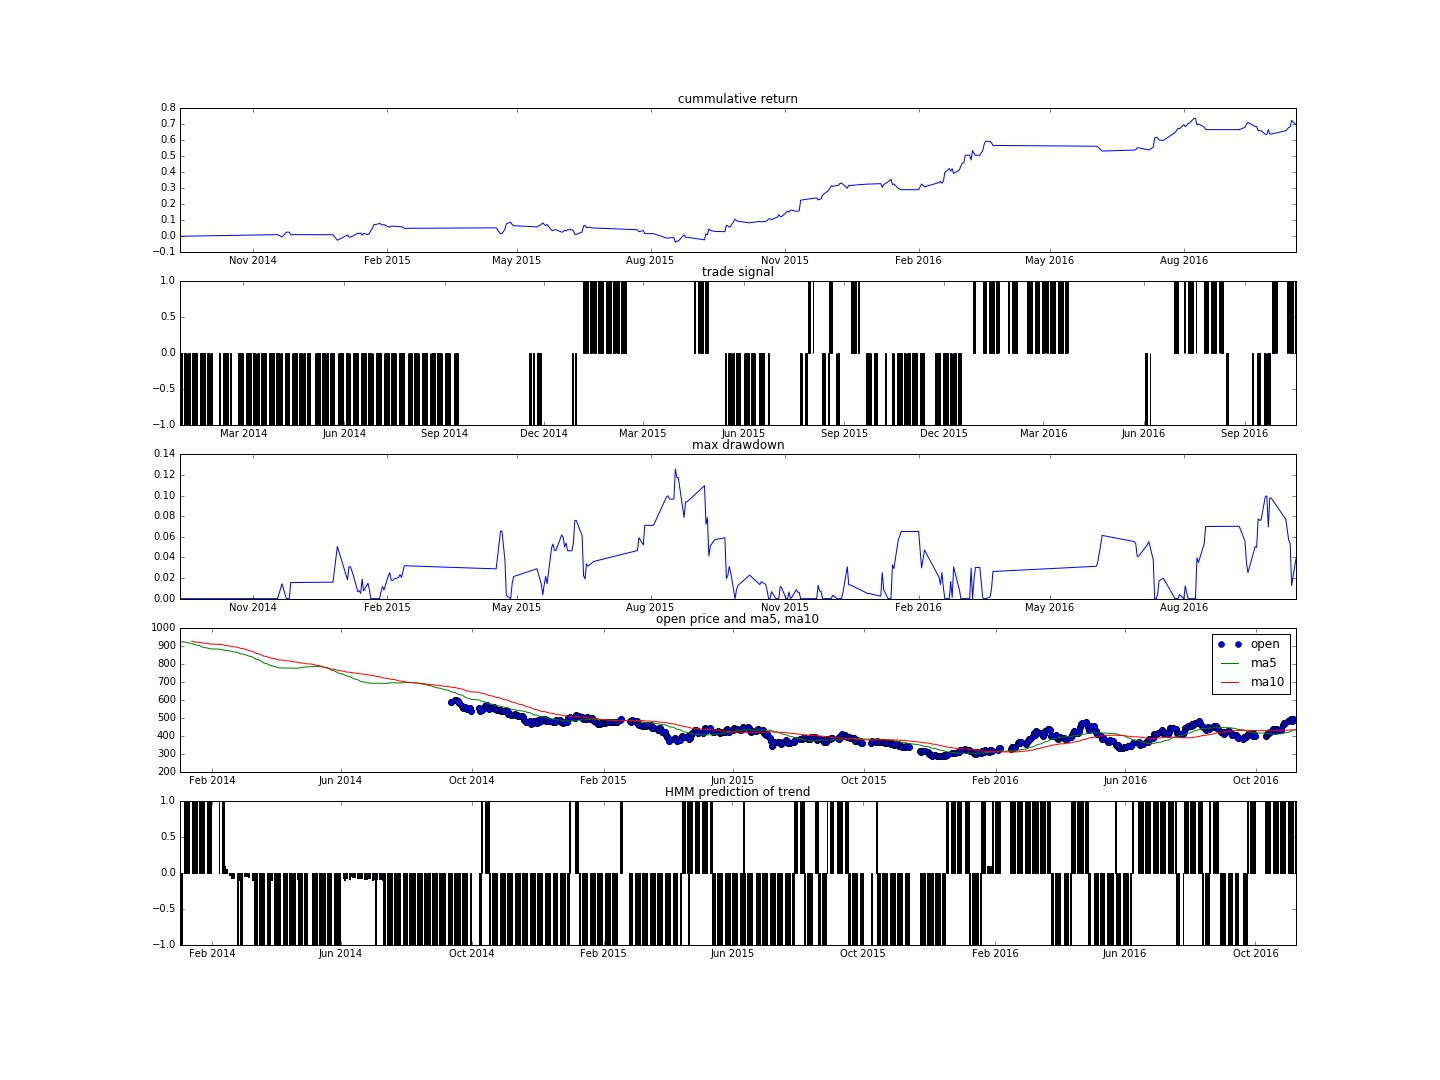 cummulative return
0.8
0.7
0.6
0.5
0.4
0.3
0.2
0.1
0.0
−0.1
Nov 2014 Feb 2015 May 2015 Aug 2015 Nov 2015 Feb 2016 May 2016 Aug 2016
trade signal
1.0
0.5
0.0
−0.5
−1.0
Mar 2014 Jun 2014 Sep 2014 Dec 2014 Mar 2015 Jun 2015 Sep 2015 Dec 2015 Mar 2016 Jun 2016 Sep 2016
max drawdown
0.14
0.12
0.10
0.08
0.06
0.04
0.02
0.00
Nov 2014 Feb 2015 May 2015 Aug 2015 Nov 2015 Feb 2016 May 2016 Aug 2016
open price and ma5, ma10
1000
900
800
700
600
500
400
300
200
open
ma5
ma10
Feb 2014 Jun 2014 Oct 2014 Feb 2015 Jun 2015 Oct 2015 Feb 2016 Jun 2016 Oct 2016
HMM prediction of trend
1.0
0.5
0.0
−0.5
−1.0
Feb 2014 Jun 2014 Oct 2014 Feb 2015 Jun 2015 Oct 2015 Feb 2016 Jun 2016 Oct 2016